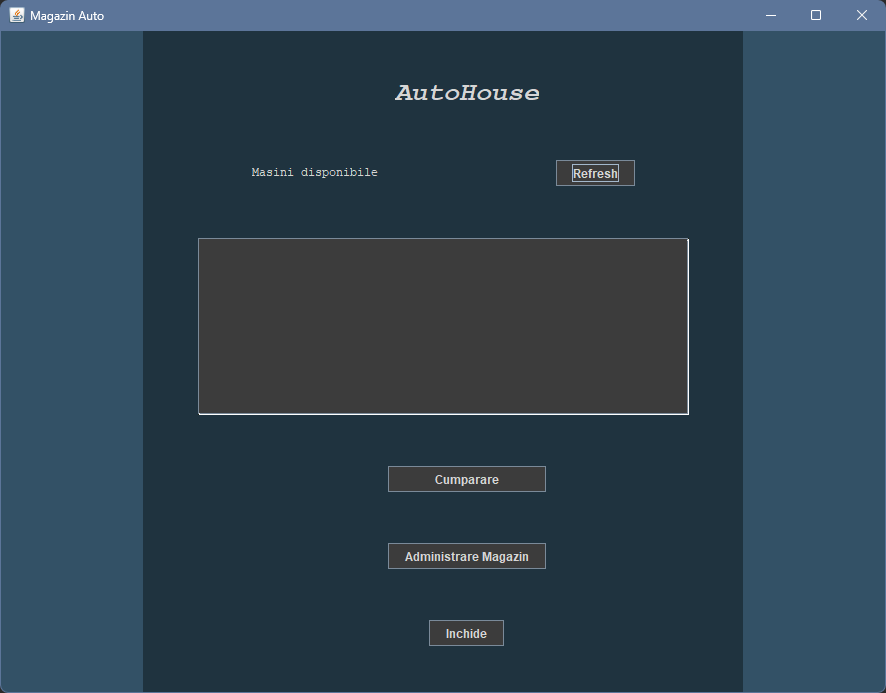 Magazin Auto
AutoHouse
Masini disponibile
Refresh
Cumparare
Administrare Magazin
Inchide